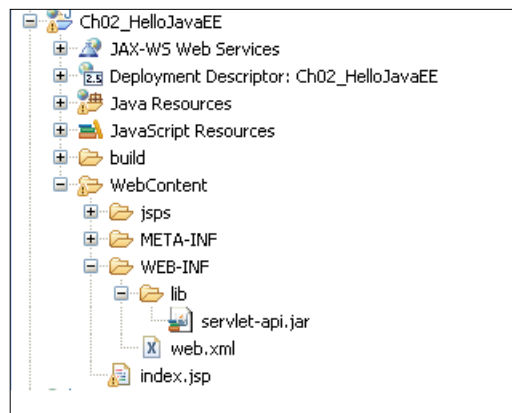 Ch02_HelloJavaEE
JAX-WS Web Services
2.5 Deployment Descriptor: Ch02_HelloJavaEE
Java Resources
JavaScript Resources
build
WebContent
jsps
META-INF
WEB-INF
lib
servlet-api.jar
X web.xml
index.jsp